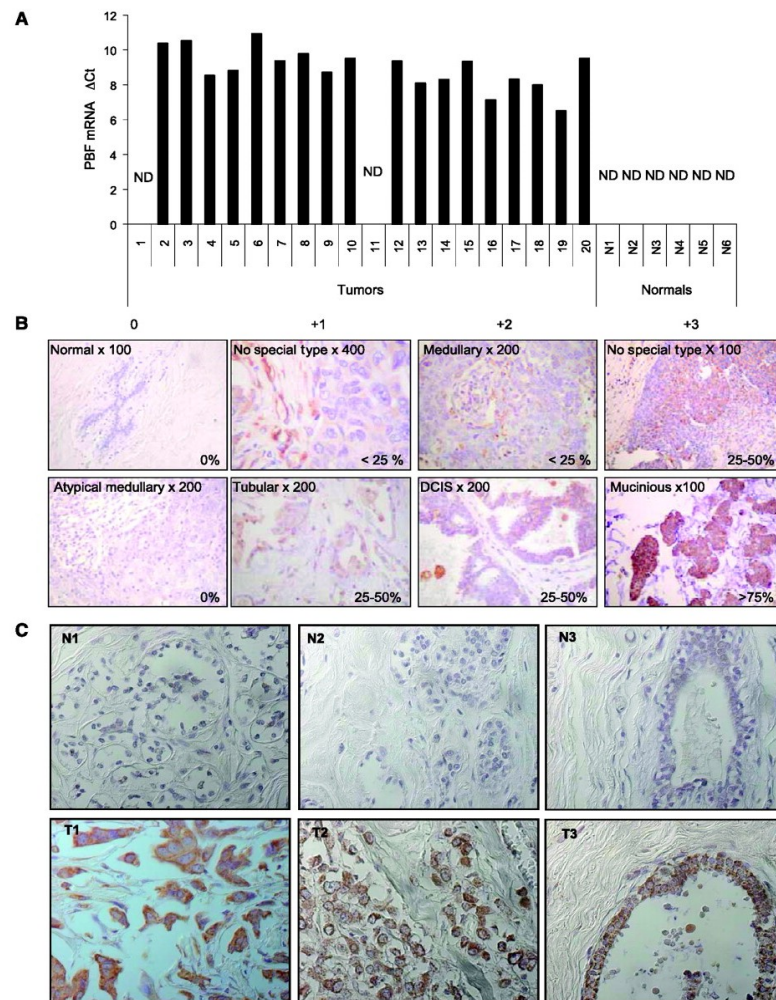 A
PBF mRNA ΔCt
12
10
8
6
4
2
0
ND
ND
ND ND ND ND ND ND
1 2 3 4 5 6 7 8 9 10 11 12 13 14 15 16 17 18 19 20 N1 N2 N3 N4 N5 N6
Tumors Normals
B
0 +1 +2 +3
Normal x 100 No special type x 400 Medullary x 200 No special type X 100
0% < 25 % < 25 % 25-50%
Atypical medullary x 200 Tubular x 200 DCIS x 200 Mucinious x100
0% 25-50% 25-50% >75%
C
N1 N2 N3
T1 T2 T3